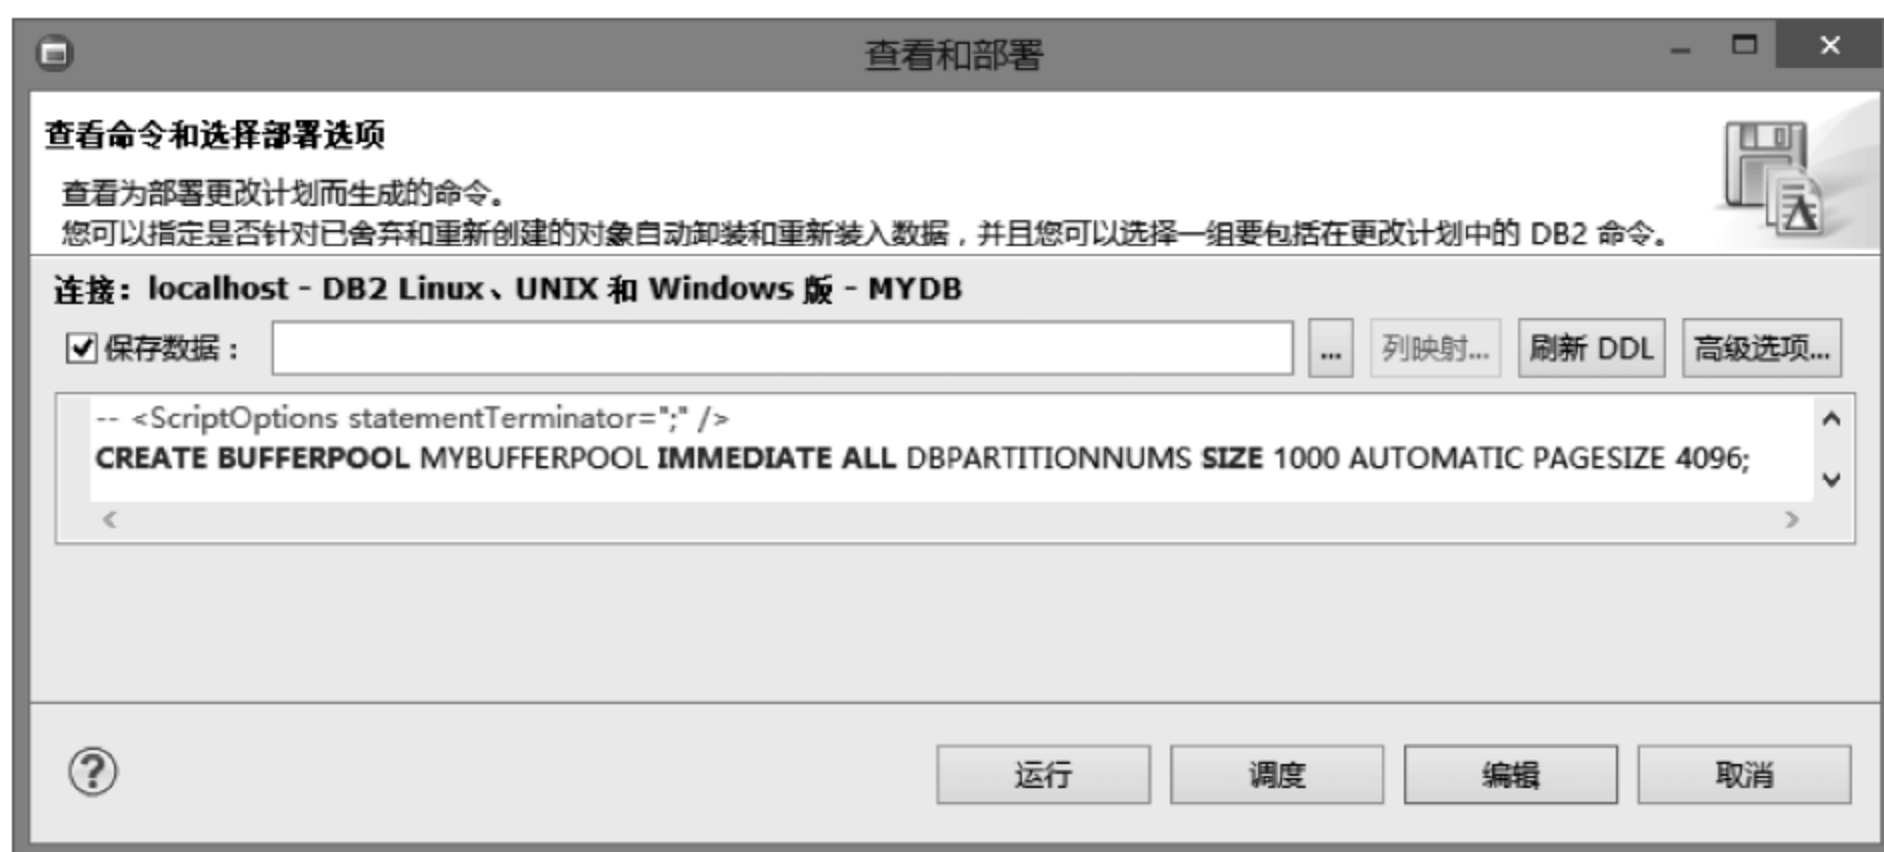 查看和部署
查看命令和选择部署选项
查看为部署更改计划而生成的命令。
您可以指定是否针对已舍弃和重新创建的对象自动卸装和重新装入数据，并且您可以选择一组要包括在更改计划中的 DB2 命令。
连接：localhost - DB2 Linux、UNIX 和 Windows 版 - MYDB
保存数据： ... 列映射... 刷新 DDL 高级选项...
-- <ScriptOptions statementTerminator=";" />
CREATE BUFFERPOOL MYBUFFERPOOL IMMEDIATE ALL DBPARTITIONNUMS SIZE 1000 AUTOMATIC PAGESIZE 4096;
运行 调度 编辑 取消